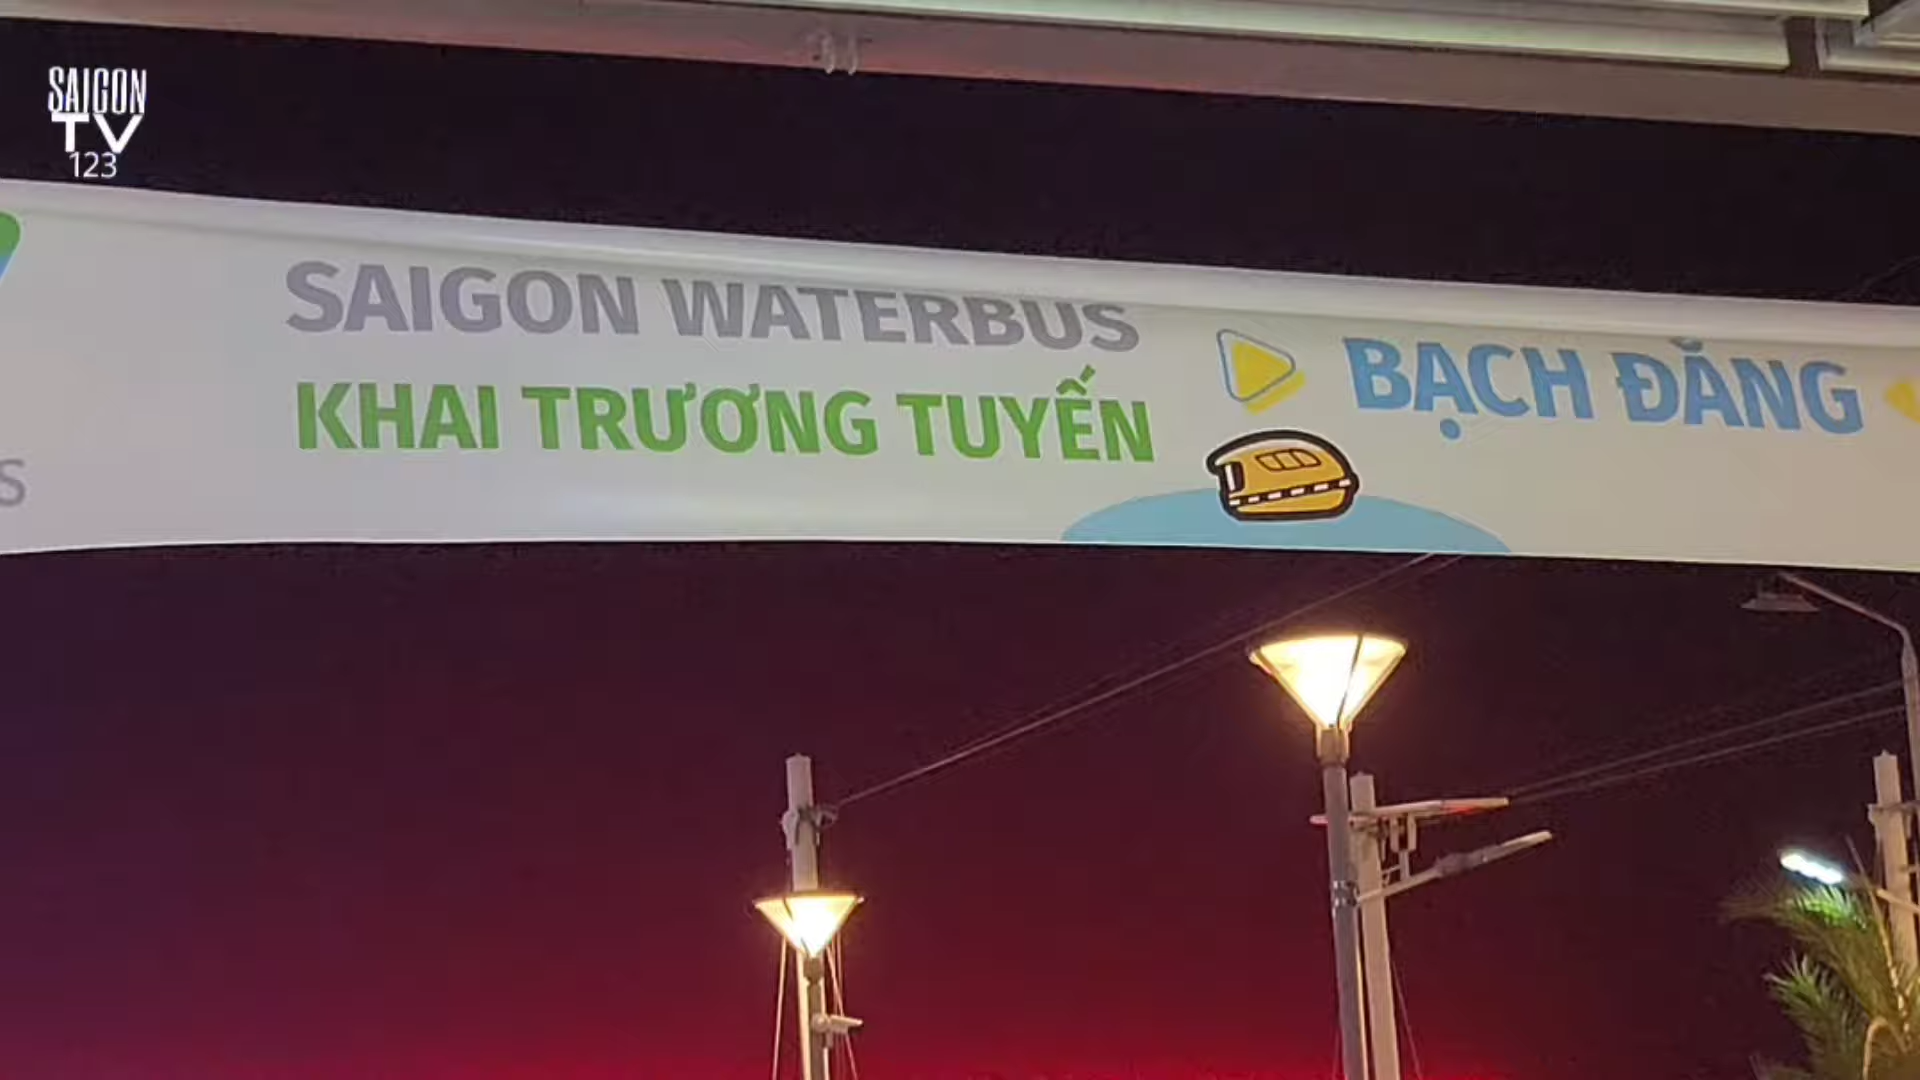 SAIGON
TV
123
SAIGON WATERBUS
KHAI TRƯƠNG TUYẾN
BẠCH ĐẰNG
S